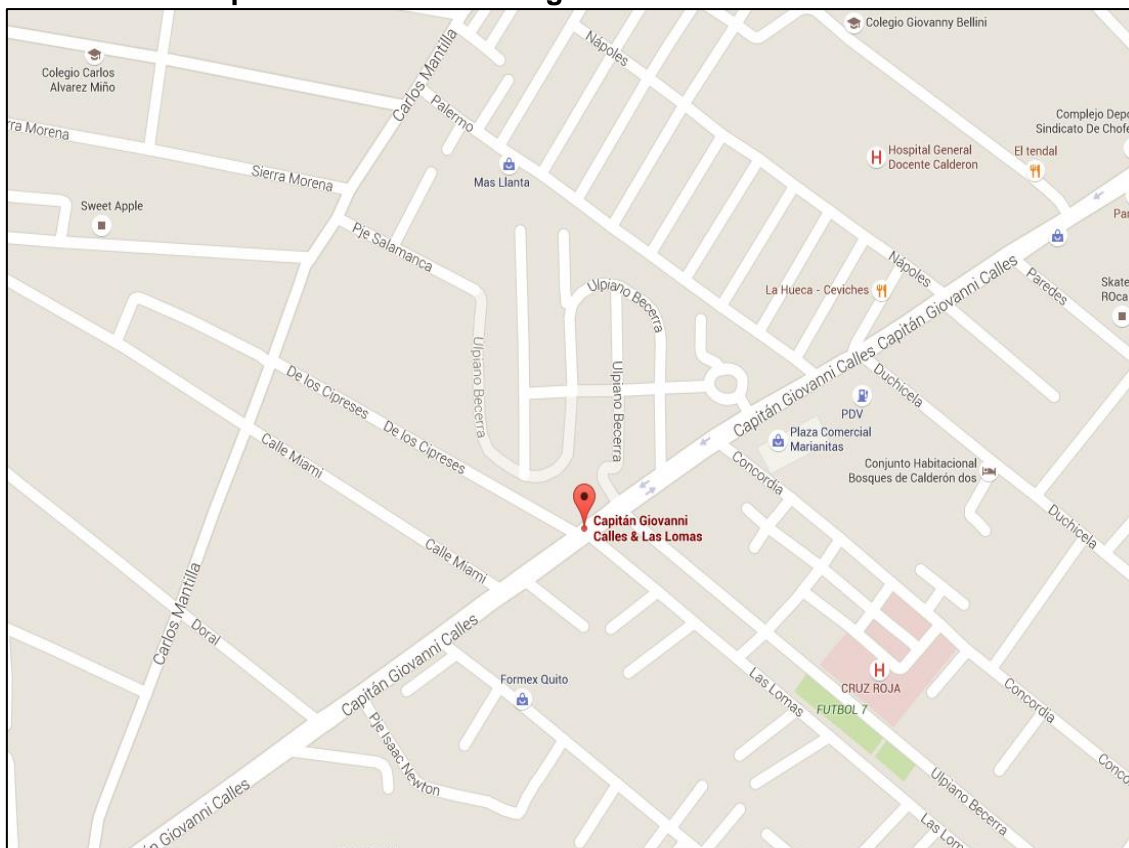 Colegio Giovanny Bellini
Nápoles
Colegio Carlos
Alvarez Miño
Carlos Mantilla
Palermo
Complejo Depo
Sindicato De Chofe
rra Morena
Hospital General
Docente Calderon
El tendal
Mas Llanta
Sierra Morena
Sweet Apple
Par
Pje Salamanca
Nápoles
Paredes
La Hueca - Ceviches
Ulpiano Becerra
Capitán Giovanni Calles
Skate
ROca
Ulpiano Becerra
Ulpiano Becerra
Capitán Giovanni Calles
Duchicela
De los Cipreses
PDV
De los Cipreses
Plaza Comercial
Marianitas
Calle Miami
Concordia
Conjunto Habitacional
Bosques de Calderón dos
Capitán Giovanni
Calles & Las Lomas
Duchicela
Calle Miami
Carlos Mantilla
Doral
Capitán Giovanni Calles
Formex Quito
Las Lomas
CRUZ ROJA
Concordia
FUTBOL 7
Pje Isaac Newton
Ulpiano Becerra
Conco
án Giovanni Calles
Las Lom